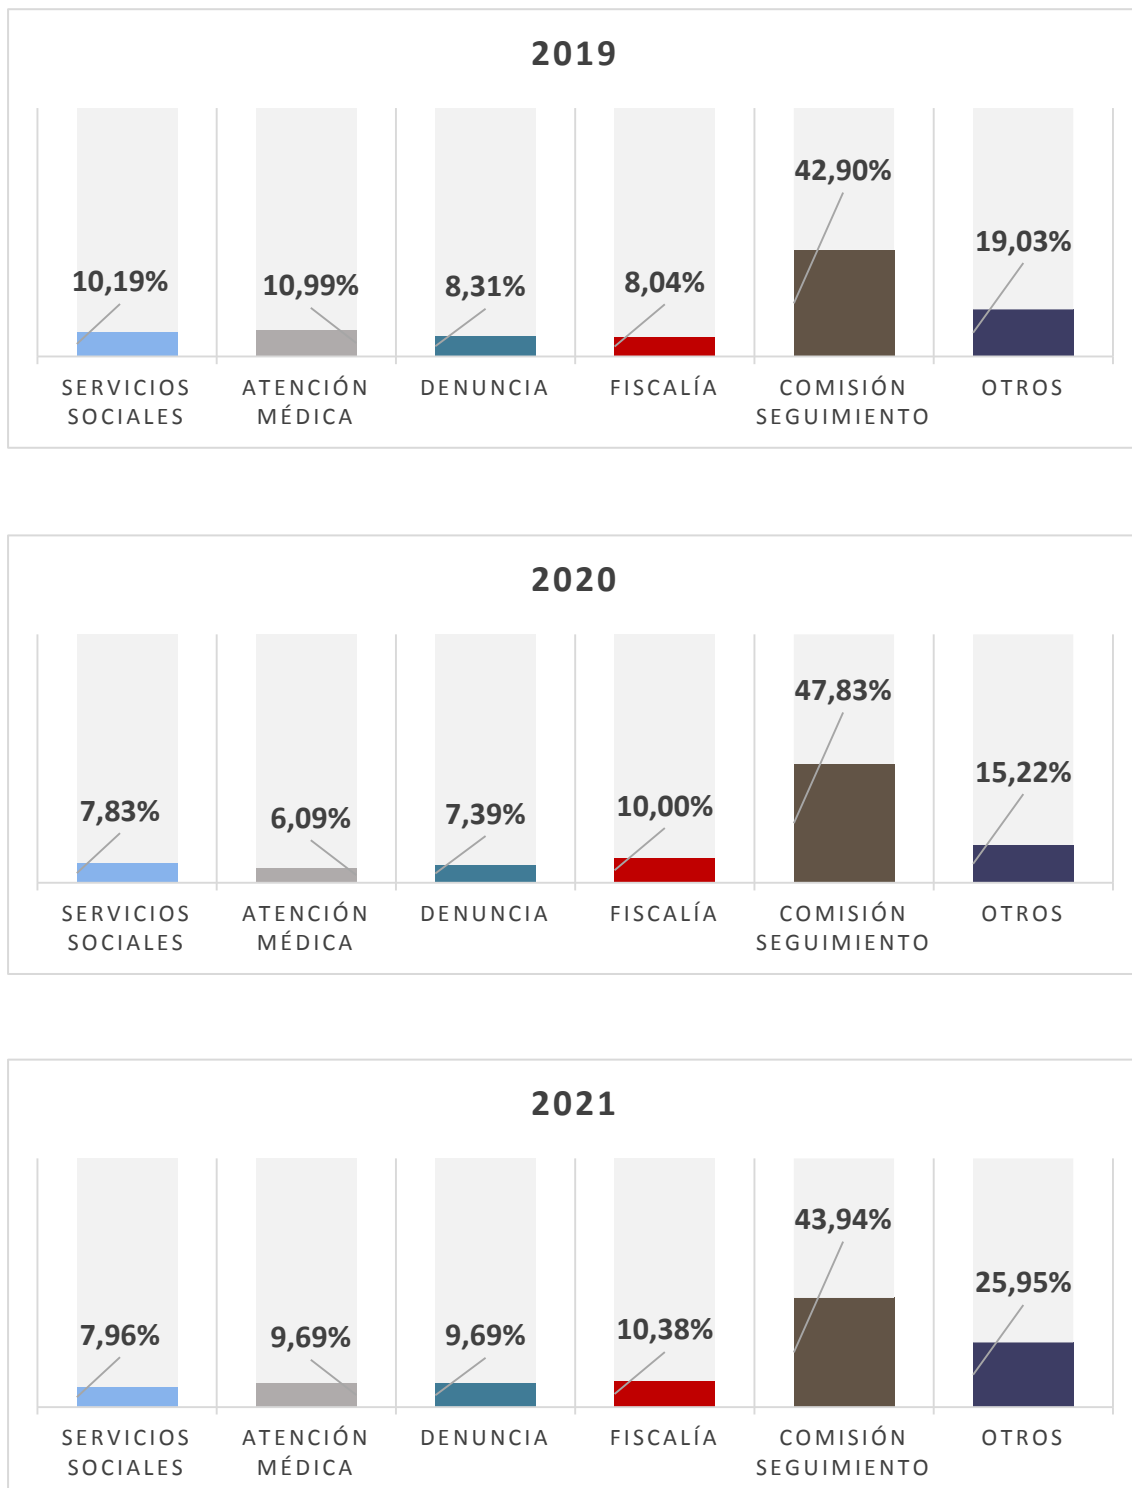 2019
42,90%
19,03%
10,19%
10,99%
8,31%
8,04%
SERVICIOS SOCIALES
ATENCIÓN MÉDICA
DENUNCIA
FISCALÍA
COMISIÓN SEGUIMIENTO
OTROS
2020
47,83%
15,22%
7,83%
6,09%
7,39%
10,00%
SERVICIOS SOCIALES
ATENCIÓN MÉDICA
DENUNCIA
FISCALÍA
COMISIÓN SEGUIMIENTO
OTROS
2021
43,94%
25,95%
7,96%
9,69%
9,69%
10,38%
SERVICIOS SOCIALES
ATENCIÓN MÉDICA
DENUNCIA
FISCALÍA
COMISIÓN SEGUIMIENTO
OTROS